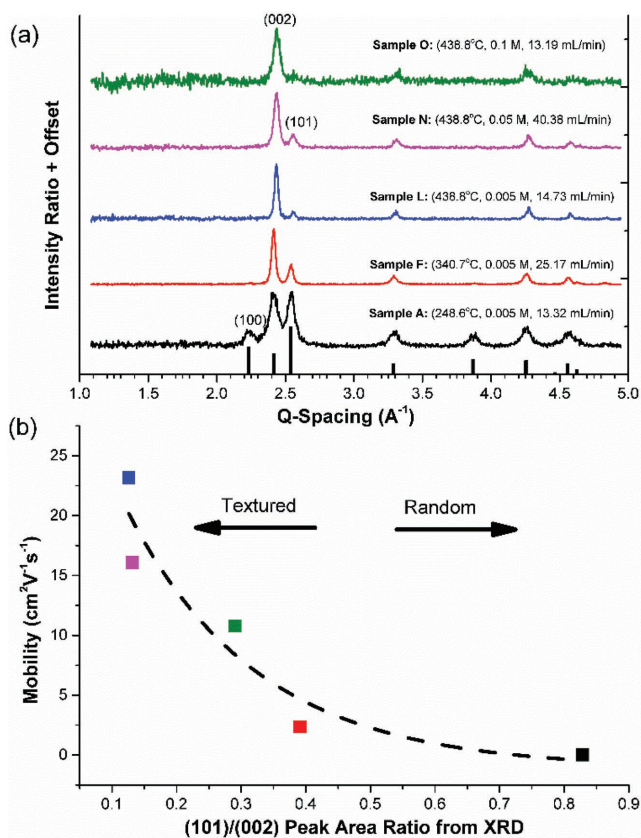 (a)
(002)
Sample O: (438.8°C, 0.1 M, 13.19 mL/min)
(101)
Sample N: (438.8°C, 0.05 M, 40.38 mL/min)
Sample L: (438.8°C, 0.005 M, 14.73 mL/min)
Sample F: (340.7°C, 0.005 M, 25.17 mL/min)
(100)
Sample A: (248.6°C, 0.005 M, 13.32 mL/min)
Intensity Ratio + Offset
1.0 1.5 2.0 2.5 3.0 3.5 4.0 4.5 5.0
Q-Spacing (A⁻¹)
(b)
25
20
15
10
5
0
Mobility (cm²V⁻¹s⁻¹)
Textured
Random
0.1 0.2 0.3 0.4 0.5 0.6 0.7 0.8 0.9
(101)/(002) Peak Area Ratio from XRD